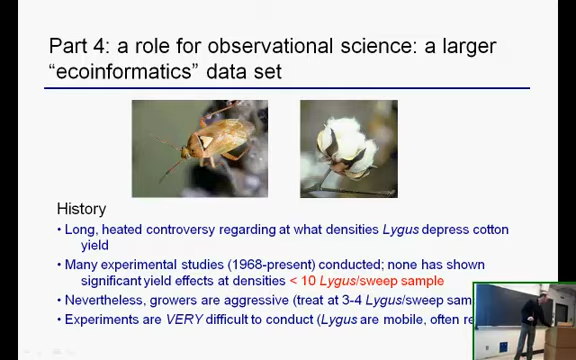 Part 4: a role for observational science: a larger
“ecoinformatics” data set
History
• Long, heated controversy regarding at what densities Lygus depress cotton
yield
• Many experimental studies (1968-present) conducted; none has shown
significant yield effects at densities < 10 Lygus/sweep sample
• Nevertheless, growers are aggressive (treat at 3-4 Lygus/sweep
• Experiments are VERY difficult to conduct (Lygus are mobile, often